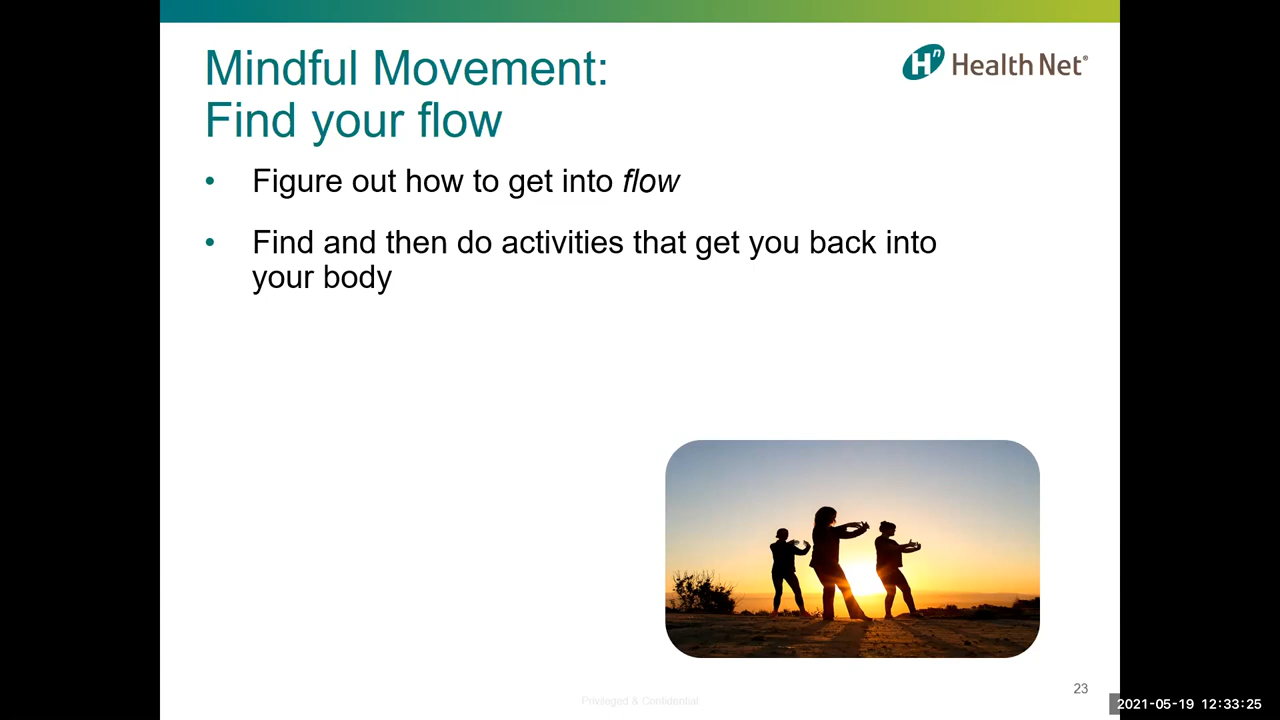 Mindful Movement:
Find your flow
Hn Health Net®
• Figure out how to get into flow
• Find and then do activities that get you back into
your body
23
Privileged & Confidential
2021-05-19 12:33:25